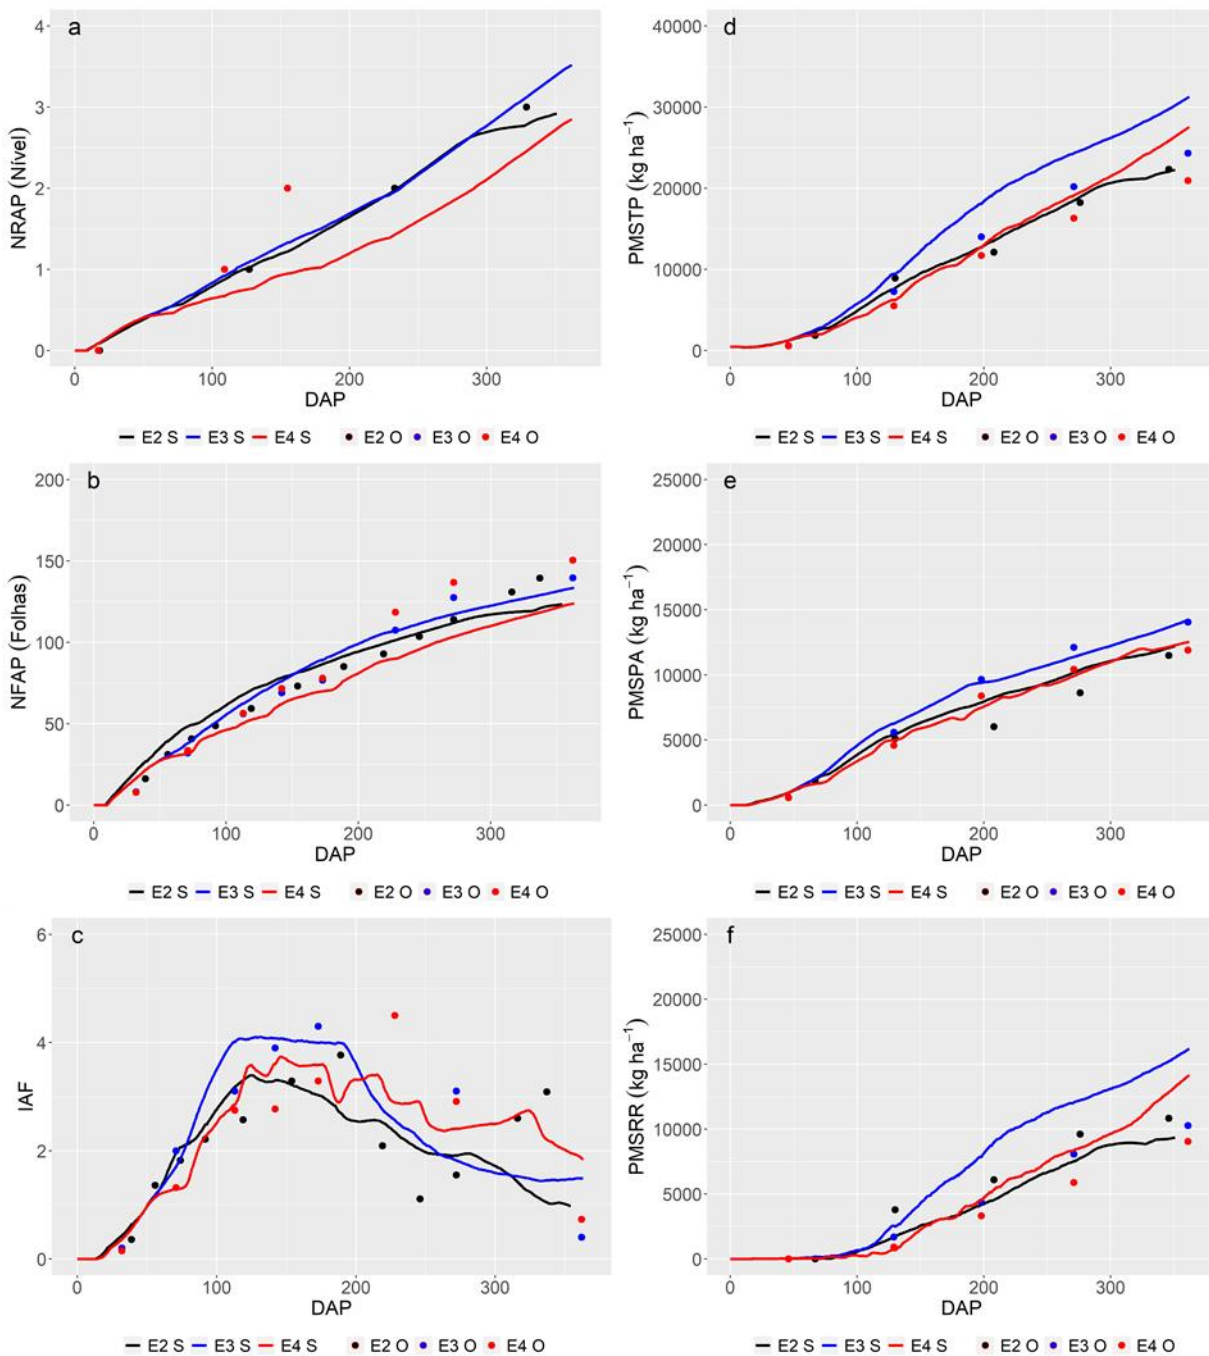 a
4
3
2
1
0
NRAP (Nível)
0 100 200 300
DAP
E2 S E3 S E4 S E2 O E3 O E4 O
d
40000
30000
20000
10000
0
PMSTP (kg ha⁻¹)
0 100 200 300
DAP
E2 S E3 S E4 S E2 O E3 O E4 O
b
200
150
100
50
0
NFAP (Folhas)
0 100 200 300
DAP
E2 S E3 S E4 S E2 O E3 O E4 O
e
25000
20000
15000
10000
5000
0
PMSPA (kg ha⁻¹)
0 100 200 300
DAP
E2 S E3 S E4 S E2 O E3 O E4 O
c
6
4
2
0
IAF
0 100 200 300
DAP
E2 S E3 S E4 S E2 O E3 O E4 O
f
25000
20000
15000
10000
5000
0
PMSRR (kg ha⁻¹)
0 100 200 300
DAP
E2 S E3 S E4 S E2 O E3 O E4 O